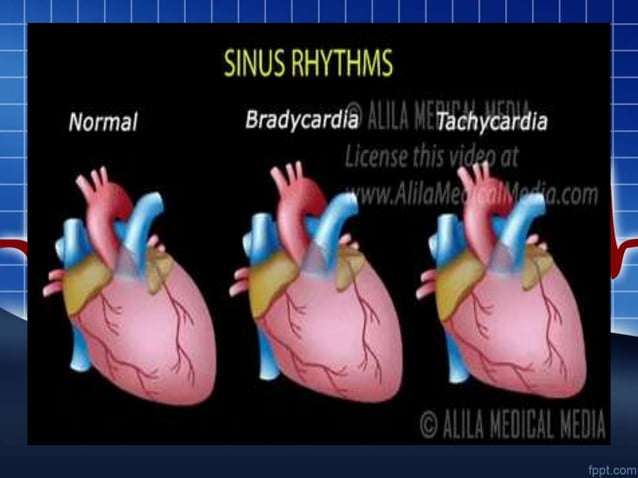 SINUS RHYTHMS
Normal
Bradycardia
Tachycardia
© ALILA MEDICAL MEDIA
License this video at
www.AlilaMedicalMedia.com
© ALILA MEDICAL MEDIA
fppt.com